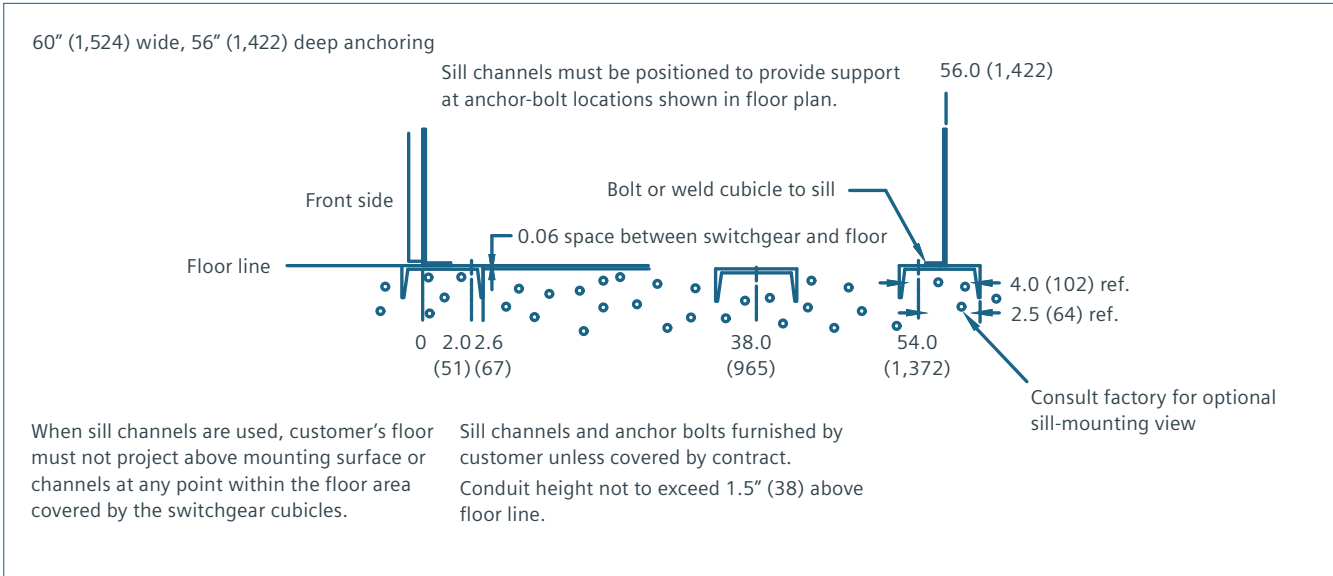 60” (1,524) wide, 56” (1,422) deep anchoring
Sill channels must be positioned to provide support
at anchor-bolt locations shown in floor plan.
56.0 (1,422)
Front side
Bolt or weld cubicle to sill
0.06 space between switchgear and floor
Floor line
4.0 (102) ref.
2.5 (64) ref.
0 2.0 2.6
(51) (67)
38.0
(965)
54.0
(1,372)
Consult factory for optional
sill-mounting view
When sill channels are used, customer’s floor
must not project above mounting surface or
channels at any point within the floor area
covered by the switchgear cubicles.
Sill channels and anchor bolts furnished by
customer unless covered by contract.
Conduit height not to exceed 1.5” (38) above
floor line.